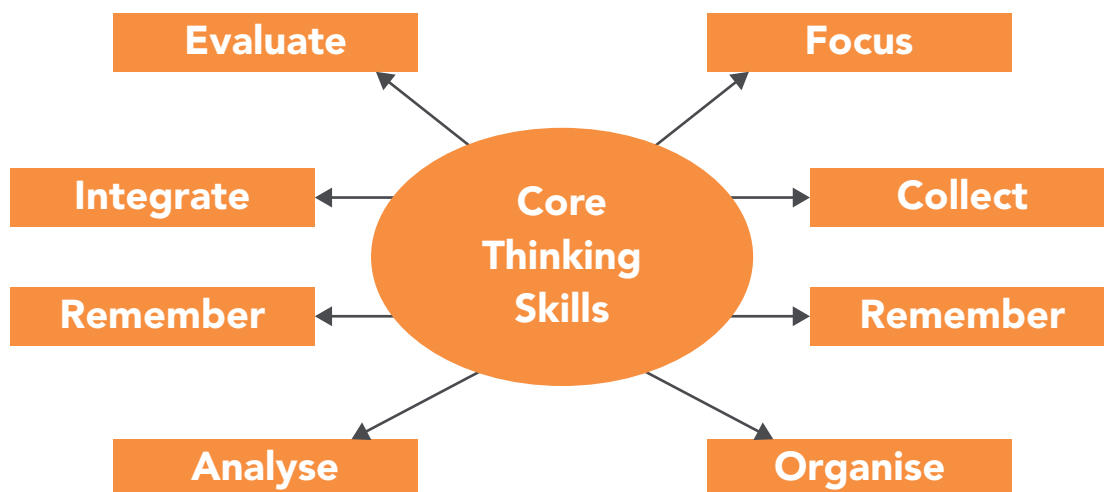 Evaluate
Focus
Integrate
Core
Thinking
Skills
Collect
Remember
Remember
Analyse
Organise